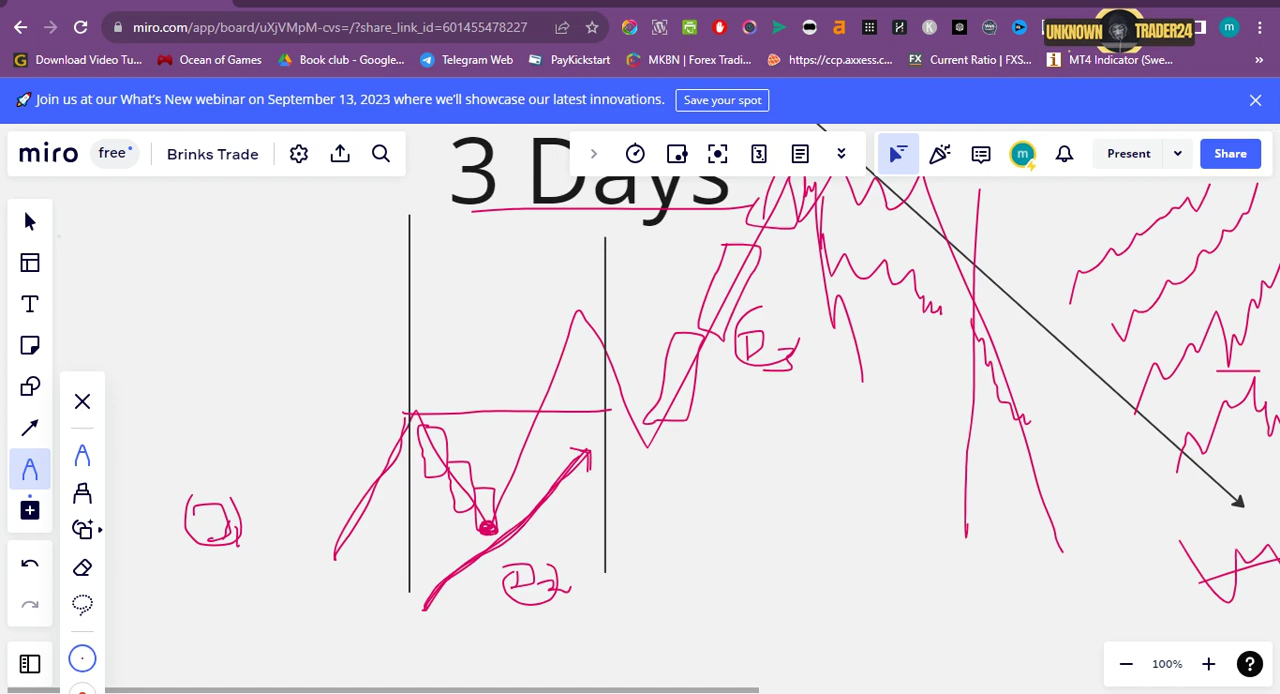 miro.com/app/board/uXjVMpM-cvs=/?share_link_id=601455478227
UNKNOWN TRADER24
Download Video Tu...
Ocean of Games
Book club - Google...
Telegram Web
PayKickstart
MKBN | Forex Tradi...
https://ccp.axxess.c...
Current Ratio | FXS...
MT4 Indicator (Swe...
Join us at our What's New webinar on September 13, 2023 where we'll showcase our latest innovations.
Save your spot
miro
free
Brinks Trade
Present
Share
3 Days
D3
D1
D2
100%